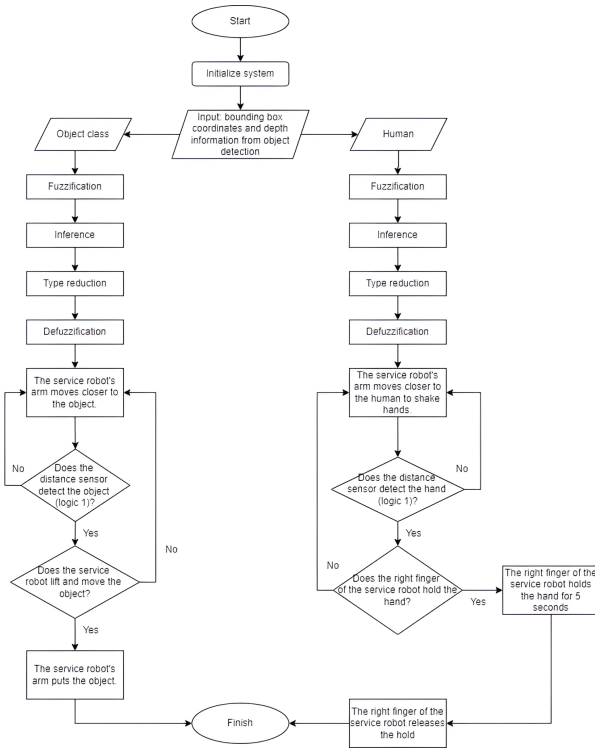 Start
Initialize system
Input: bounding box
coordinates and depth
information from object
detection
Object class
Human
Fuzzification
Fuzzification
Inference
Inference
Type reduction
Type reduction
Defuzzification
Defuzzification
The service robot's
arm moves closer to
the object.
The service robot's
arm moves closer to
the human to shake
hands.
No
Does the
distance sensor
detect the object
(logic 1)?
Does the distance
sensor detect the hand
(logic 1)?
No
Yes
Yes
No
Does the service
robot lift and move the
object?
No
Does the right finger
of the service robot hold the
hand?
Yes
The right finger of the
service robot holds
the hand for 5
seconds
Yes
The service robot's
arm puts the object.
Finish
The right finger of the
service robot releases
the hold